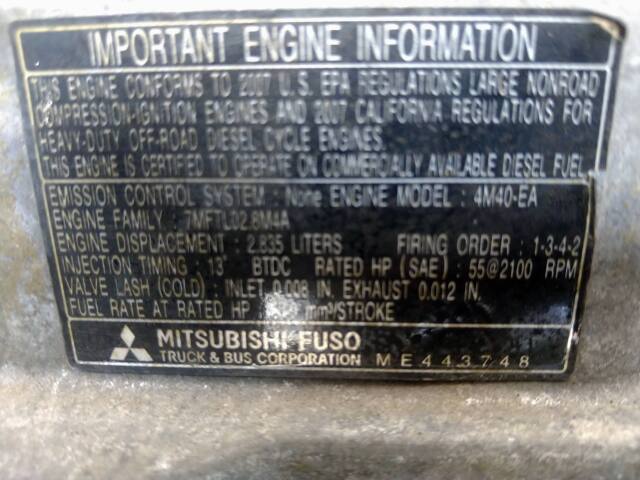 IMPORTANT ENGINE INFORMATION
THIS ENGINE CONFORMS TO 2007 U.S. EPA REGULATIONS LARGE NONROAD
COMPRESSION-IGNITION ENGINES AND 2007 CALIFORNIA REGULATIONS FOR
HEAVY-DUTY OFF-ROAD DIESEL CYCLE ENGINES.
THIS ENGINE IS CERTIFIED TO OPERATE ON COMMERCIALLY AVAILABLE DIESEL FUEL
EMISSION CONTROL SYSTEM : None ENGINE MODEL : 4M40-EA
ENGINE FAMILY : 7MFTL02.8M4A
ENGINE DISPLACEMENT : 2.835 LITERS FIRING ORDER : 1-3-4-2
INJECTION TIMING : 13° BTDC RATED HP (SAE) : 55@2100 RPM
VALVE LASH (COLD) : INLET 0.008 IN. EXHAUST 0.012 IN.
FUEL RATE AT RATED HP mm³/STROKE
MITSUBISHI FUSO
TRUCK & BUS CORPORATION ME443748